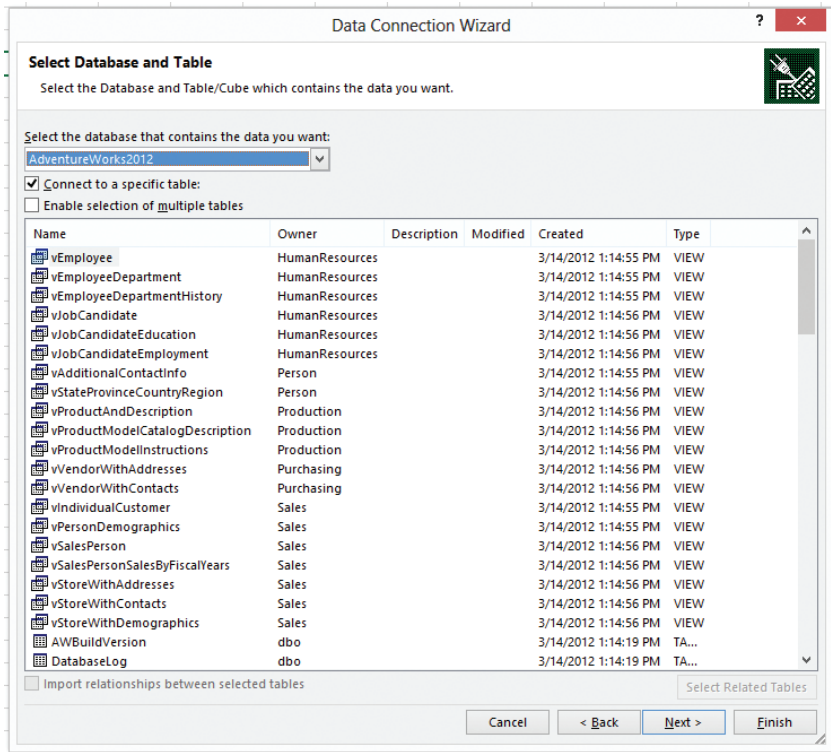 Data Connection Wizard
?
Select Database and Table
Select the Database and Table/Cube which contains the data you want.
Select the database that contains the data you want:
AdventureWorks2012
Connect to a specific table:
Enable selection of multiple tables
Name Owner Description Modified Created Type
vEmployee HumanResources 3/14/2012 1:14:55 PM VIEW
vEmployeeDepartment HumanResources 3/14/2012 1:14:55 PM VIEW
vEmployeeDepartmentHistory HumanResources 3/14/2012 1:14:55 PM VIEW
vJobCandidate HumanResources 3/14/2012 1:14:56 PM VIEW
vJobCandidateEducation HumanResources 3/14/2012 1:14:56 PM VIEW
vJobCandidateEmployment HumanResources 3/14/2012 1:14:56 PM VIEW
vAdditionalContactInfo Person 3/14/2012 1:14:55 PM VIEW
vStateProvinceCountryRegion Person 3/14/2012 1:14:56 PM VIEW
vProductAndDescription Production 3/14/2012 1:14:56 PM VIEW
vProductModelCatalogDescription Production 3/14/2012 1:14:56 PM VIEW
vProductModelInstructions Production 3/14/2012 1:14:56 PM VIEW
vVendorWithAddresses Purchasing 3/14/2012 1:14:56 PM VIEW
vVendorWithContacts Purchasing 3/14/2012 1:14:56 PM VIEW
vIndividualCustomer Sales 3/14/2012 1:14:55 PM VIEW
vPersonDemographics Sales 3/14/2012 1:14:55 PM VIEW
vSalesPerson Sales 3/14/2012 1:14:56 PM VIEW
vSalesPersonSalesByFiscalYears Sales 3/14/2012 1:14:56 PM VIEW
vStoreWithAddresses Sales 3/14/2012 1:14:56 PM VIEW
vStoreWithContacts Sales 3/14/2012 1:14:56 PM VIEW
vStoreWithDemographics Sales 3/14/2012 1:14:56 PM VIEW
AWBuildVersion dbo 3/14/2012 1:14:19 PM TA...
DatabaseLog dbo 3/14/2012 1:14:19 PM TA...
Import relationships between selected tables
Select Related Tables
Cancel < Back Next > Finish